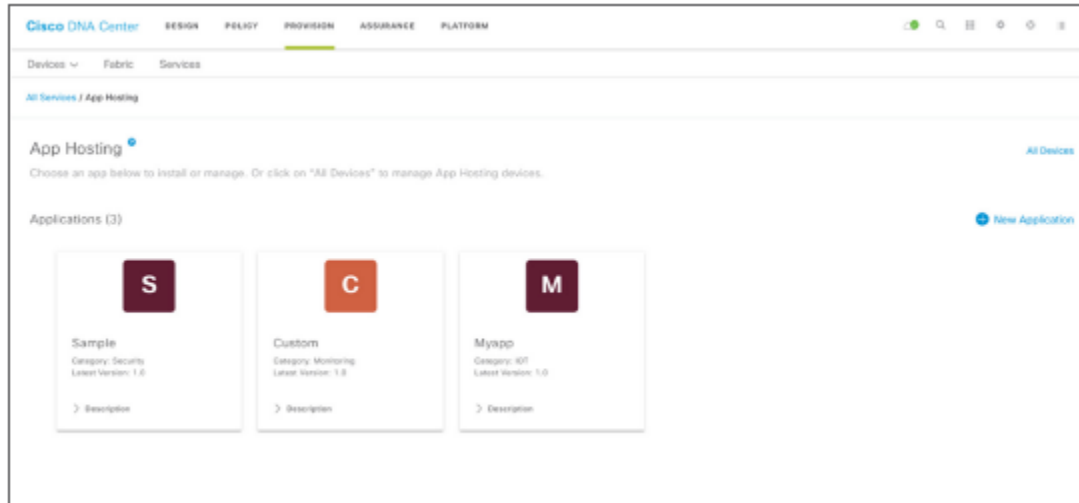 Cisco DNA Center DESIGN POLICY PROVISION ASSURANCE PLATFORM
Devices Fabric Services
All Services / App Hosting
App Hosting
All Devices
Choose an app below to install or manage. Or click on "All Devices" to manage App Hosting devices.
Applications (3)
New Application
S
Sample
Category: Security
Latest Version: 1.0
Description
C
Custom
Category: Monitoring
Latest Version: 1.0
Description
M
Myapp
Category: IOT
Latest Version: 1.0
Description